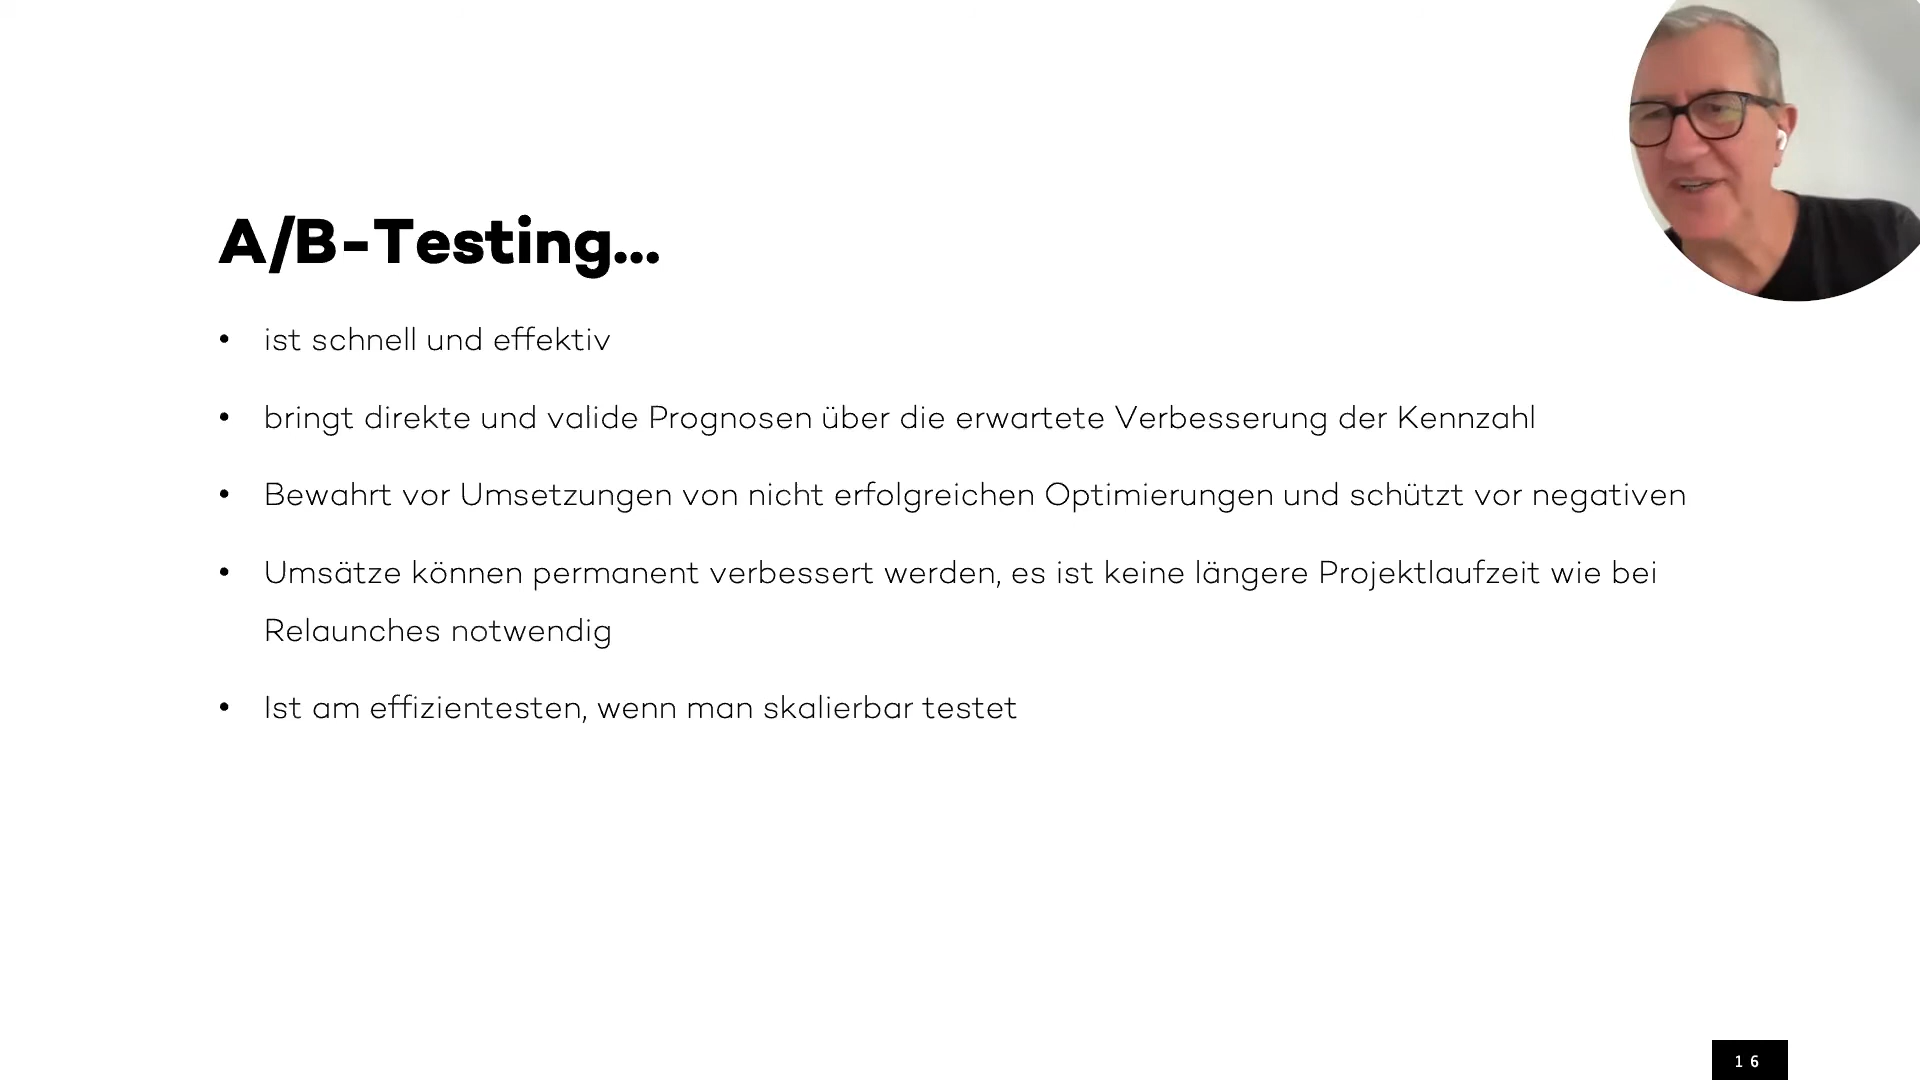 A/B-Testing...
• ist schnell und effektiv
• bringt direkte und valide Prognosen über die erwartete Verbesserung der Kennzahl
• Bewahrt vor Umsetzungen von nicht erfolgreichen Optimierungen und schützt vor negativen
• Umsätze können permanent verbessert werden, es ist keine längere Projektlaufzeit wie bei
Relaunches notwendig
• Ist am effizientesten, wenn man skalierbar testet
16